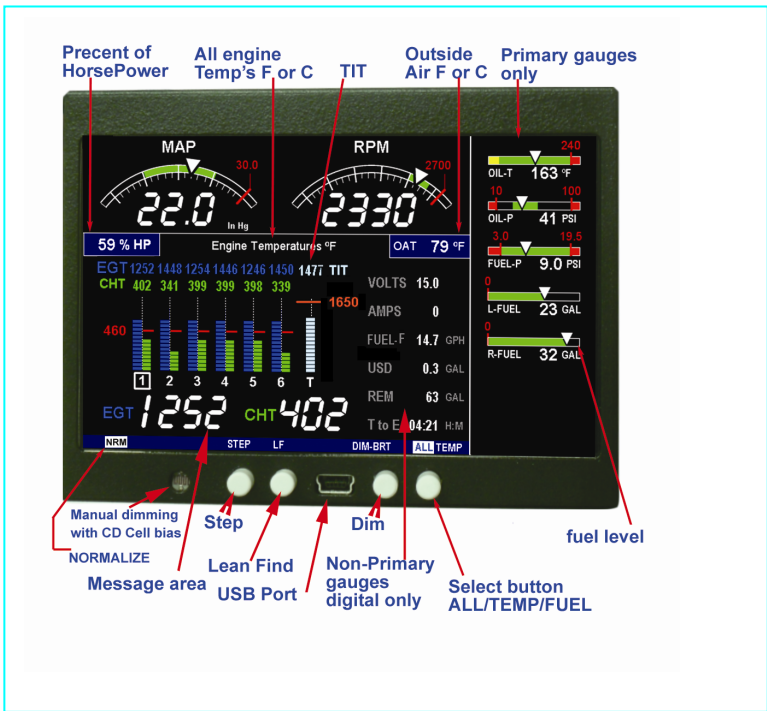 Precent of
HorsePower
All engine
Temp's F or C
TIT
Outside
Air F or C
Primary gauges
only
MAP
30.0
22.0
In Hg
RPM
2700
2330
240
OIL-T 163 ºF
10 100
OIL-P 41 PSI
3.0 19.5
FUEL-P 9.0 PSI
0
L-FUEL 23 GAL
0
R-FUEL 32 GAL
59 % HP
Engine Temperatures ºF
OAT 79 ºF
EGT 1252 1448 1254 1446 1246 1450 1477 TIT
CHT 402 341 399 399 398 339
1650
460
1 2 3 4 5 6 T
EGT 1252 CHT 402
VOLTS 15.0
AMPS 0
FUEL-F 14.7 GPH
USD 0.3 GAL
REM 63 GAL
T to E 04:21 H:M
NRM STEP LF DIM-BRT ALL TEMP
Manual dimming
with CD Cell bias
NORMALIZE
Step
Dim
fuel level
Message area
Lean Find
USB Port
Non-Primary
gauges
digital only
Select button
ALL/TEMP/FUEL